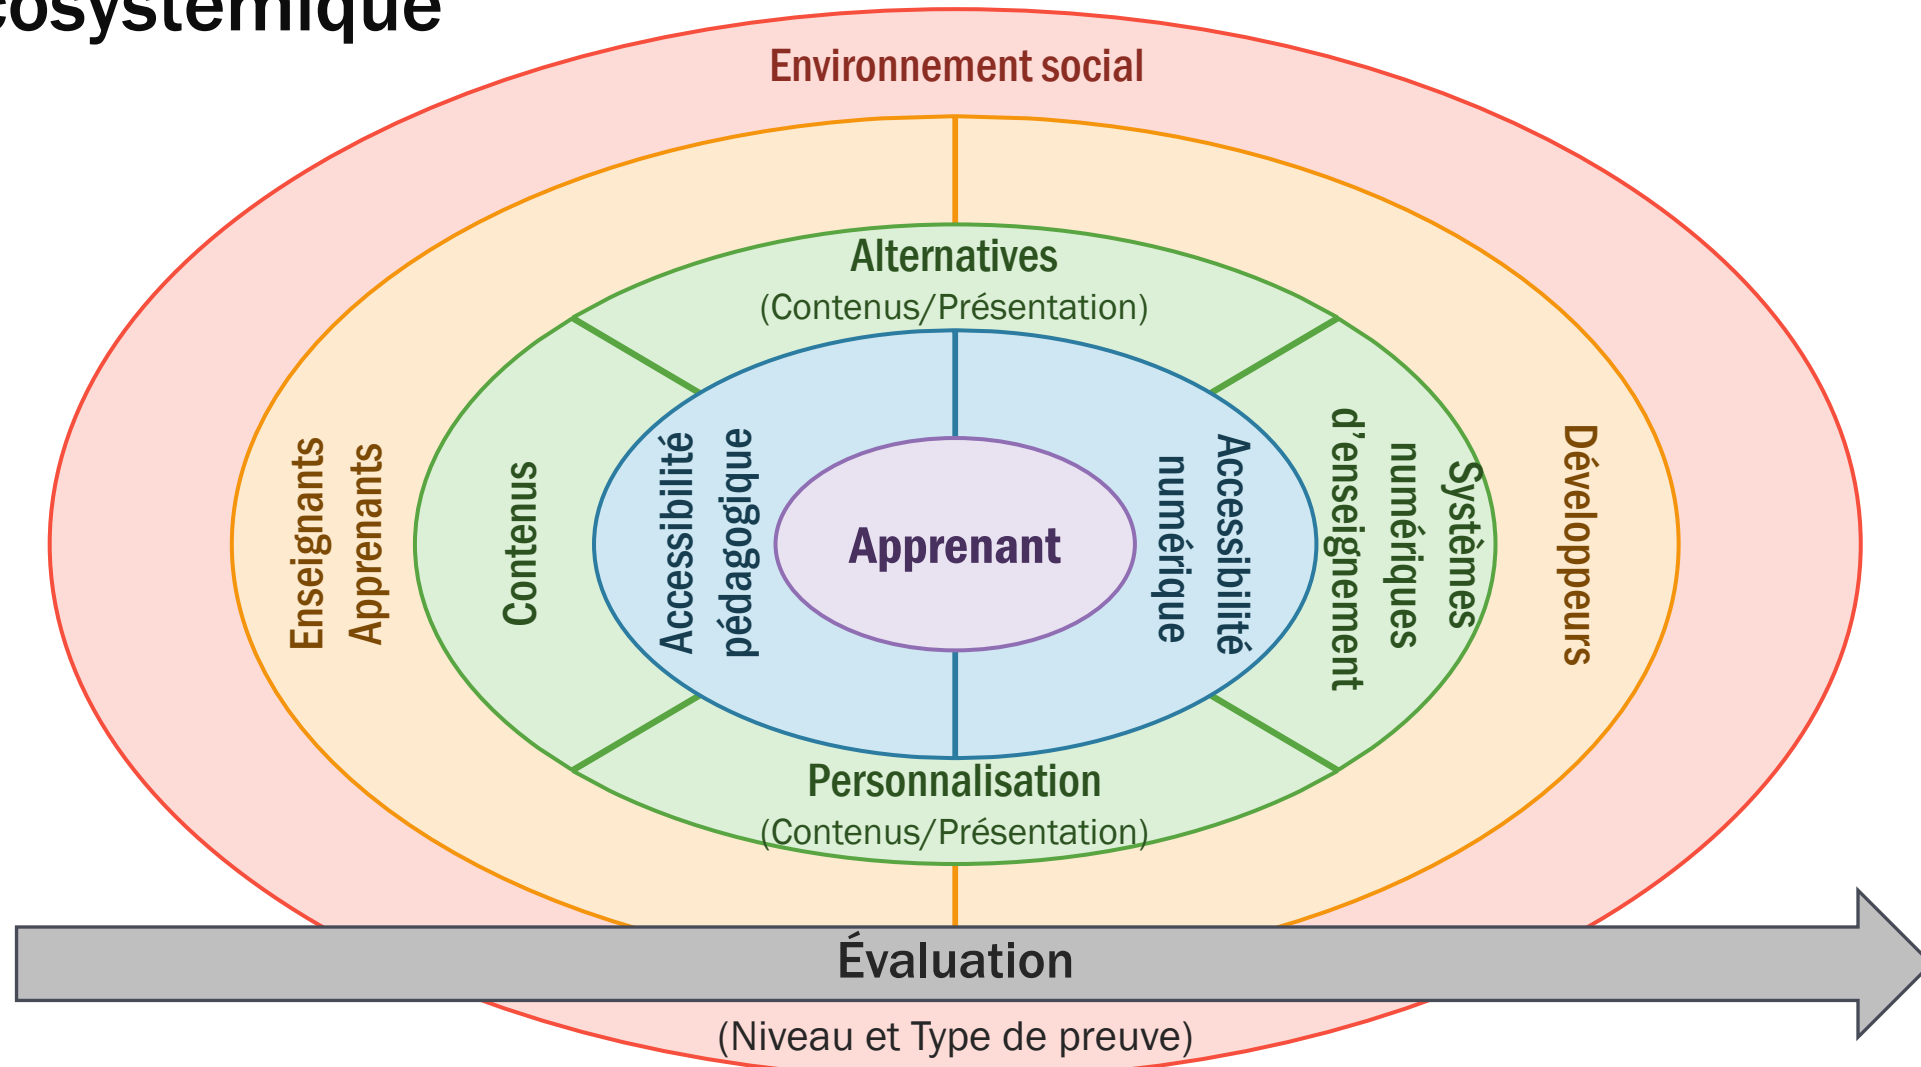 cosystémique
Environnement social
Alternatives
(Contenus/Présentation)
Enseignants
Apprenants
Contenus
Accessibilité
pédagogique
Apprenant
Accessibilité
numérique
Systèmes
numériques
d'enseignement
Développeurs
Personnalisation
(Contenus/Présentation)
Évaluation
(Niveau et Type de preuve)